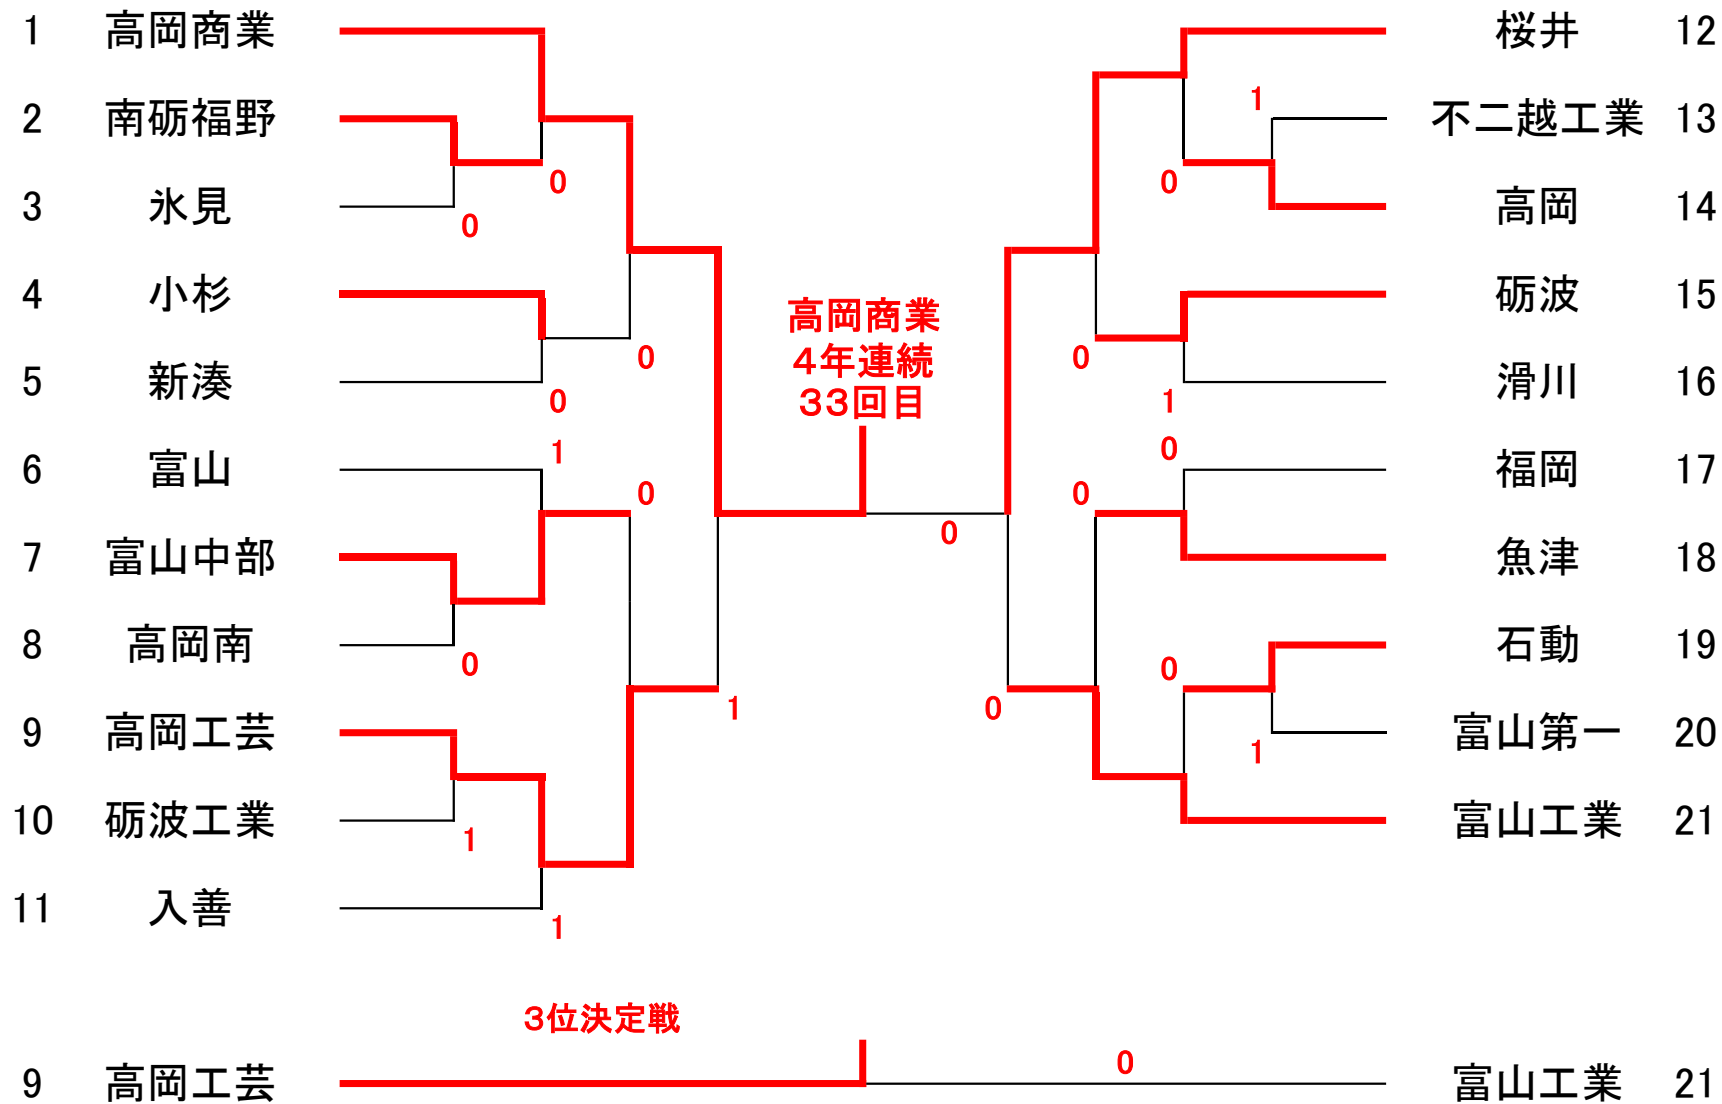 1 高岡商業
2 南砺福野
3 氷見
4 小杉
5 新湊
6 富山
7 富山中部
8 高岡南
9 高岡工芸
10 砺波工業
11 入善
0
0
0
0
1
0
0
1
1
1
高岡商業
4年連続
33回目
0
桜井 12
不二越工業 13
高岡 14
砺波 15
滑川 16
福岡 17
魚津 18
石動 19
富山第一 20
富山工業 21
1
0
0
1
0
0
0
0
1
3位決定戦
9 高岡工芸 0 富山工業 21